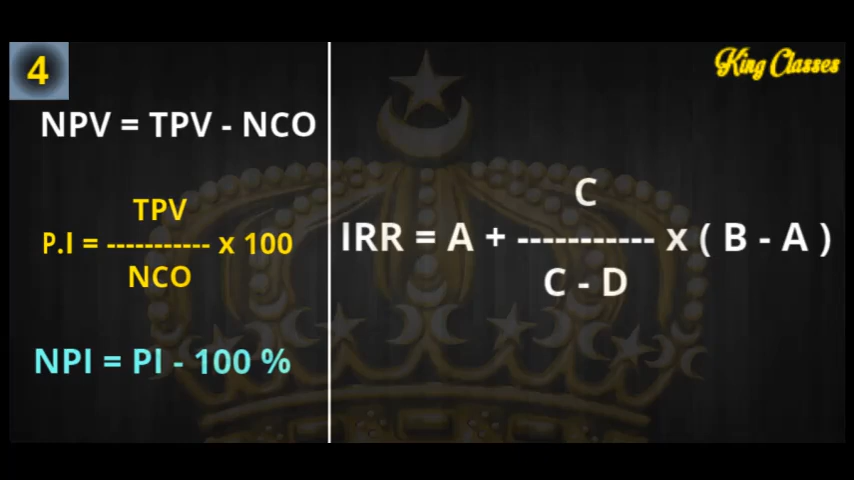 4
King Classes
NPV = TPV - NCO
TPV
P.I = ----------- x 100
NCO
NPI = PI - 100 %
C
IRR = A + ----------- x ( B - A )
C - D